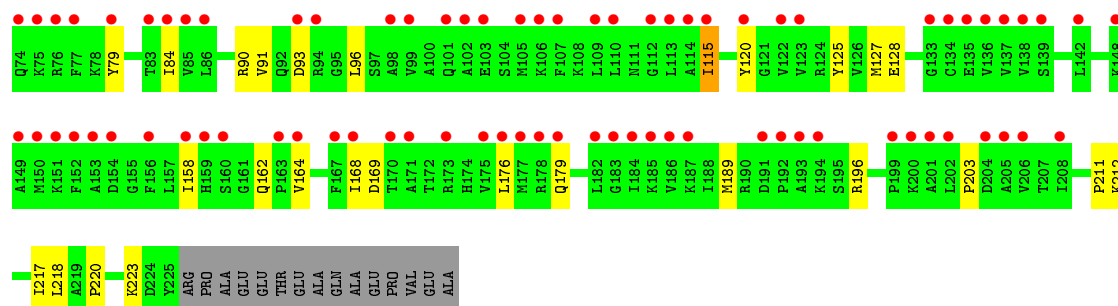 Q74 K75 R76 F77 K78 Y79 T83 I84 V85 L86 R90 V91 Q92 D93 R94 G95 L96 S97 A98 V99 A100 Q101 A102 E103 S104 M105 K106 F107 K108 L109 L110 N111 G112 L113 A114 I115 Y120 G121 V122 V123 R124 Y125 V126 M127 E128 G133 C134 E135 V136 V137 V138 S139 L142 K148
A149 M150 K151 F152 A153 D154 G155 F156 L157 I158 H159 S160 G161 Q162 P163 V164 F167 I168 D169 T170 A171 T172 R173 H174 V175 L176 M177 R178 Q179 L182 G183 I184 K185 V186 K187 I188 M189 R190 D191 P192 A193 K194 S195 R196 P199 K200 A201 L202 P203 D204 A205 V206 T207 I208 P211 K212
I217 L218 A219 P220 K223 D224 Y225 ARG PRO ALA GLU GLU THR GLU ALA GLN ALA GLU PRO VAL GLU ALA